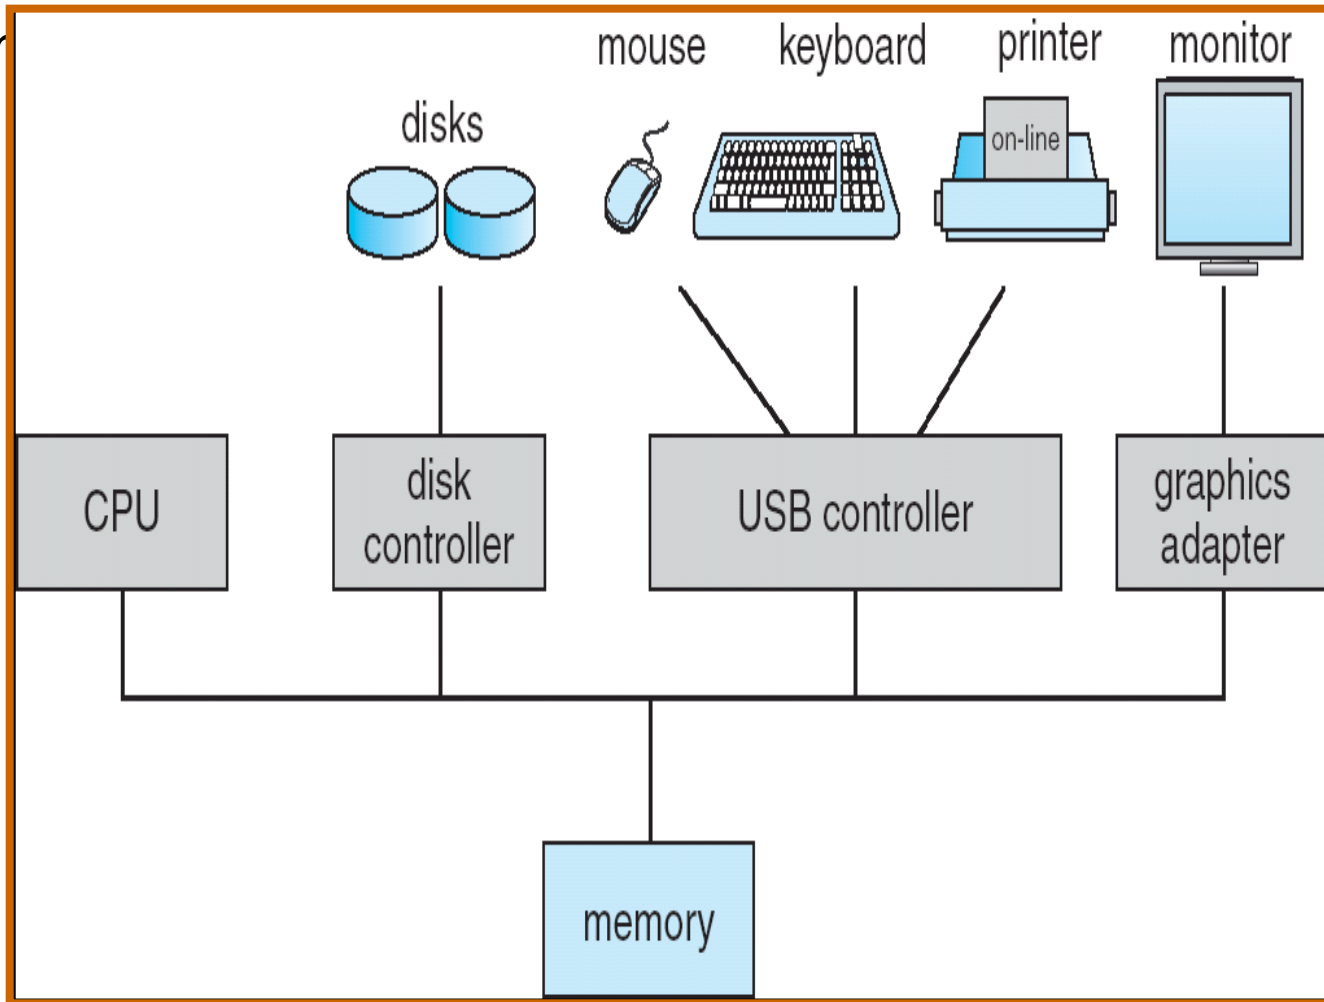 mouse keyboard printer monitor
disks
on-line
CPU
disk
controller
USB controller
graphics
adapter
memory